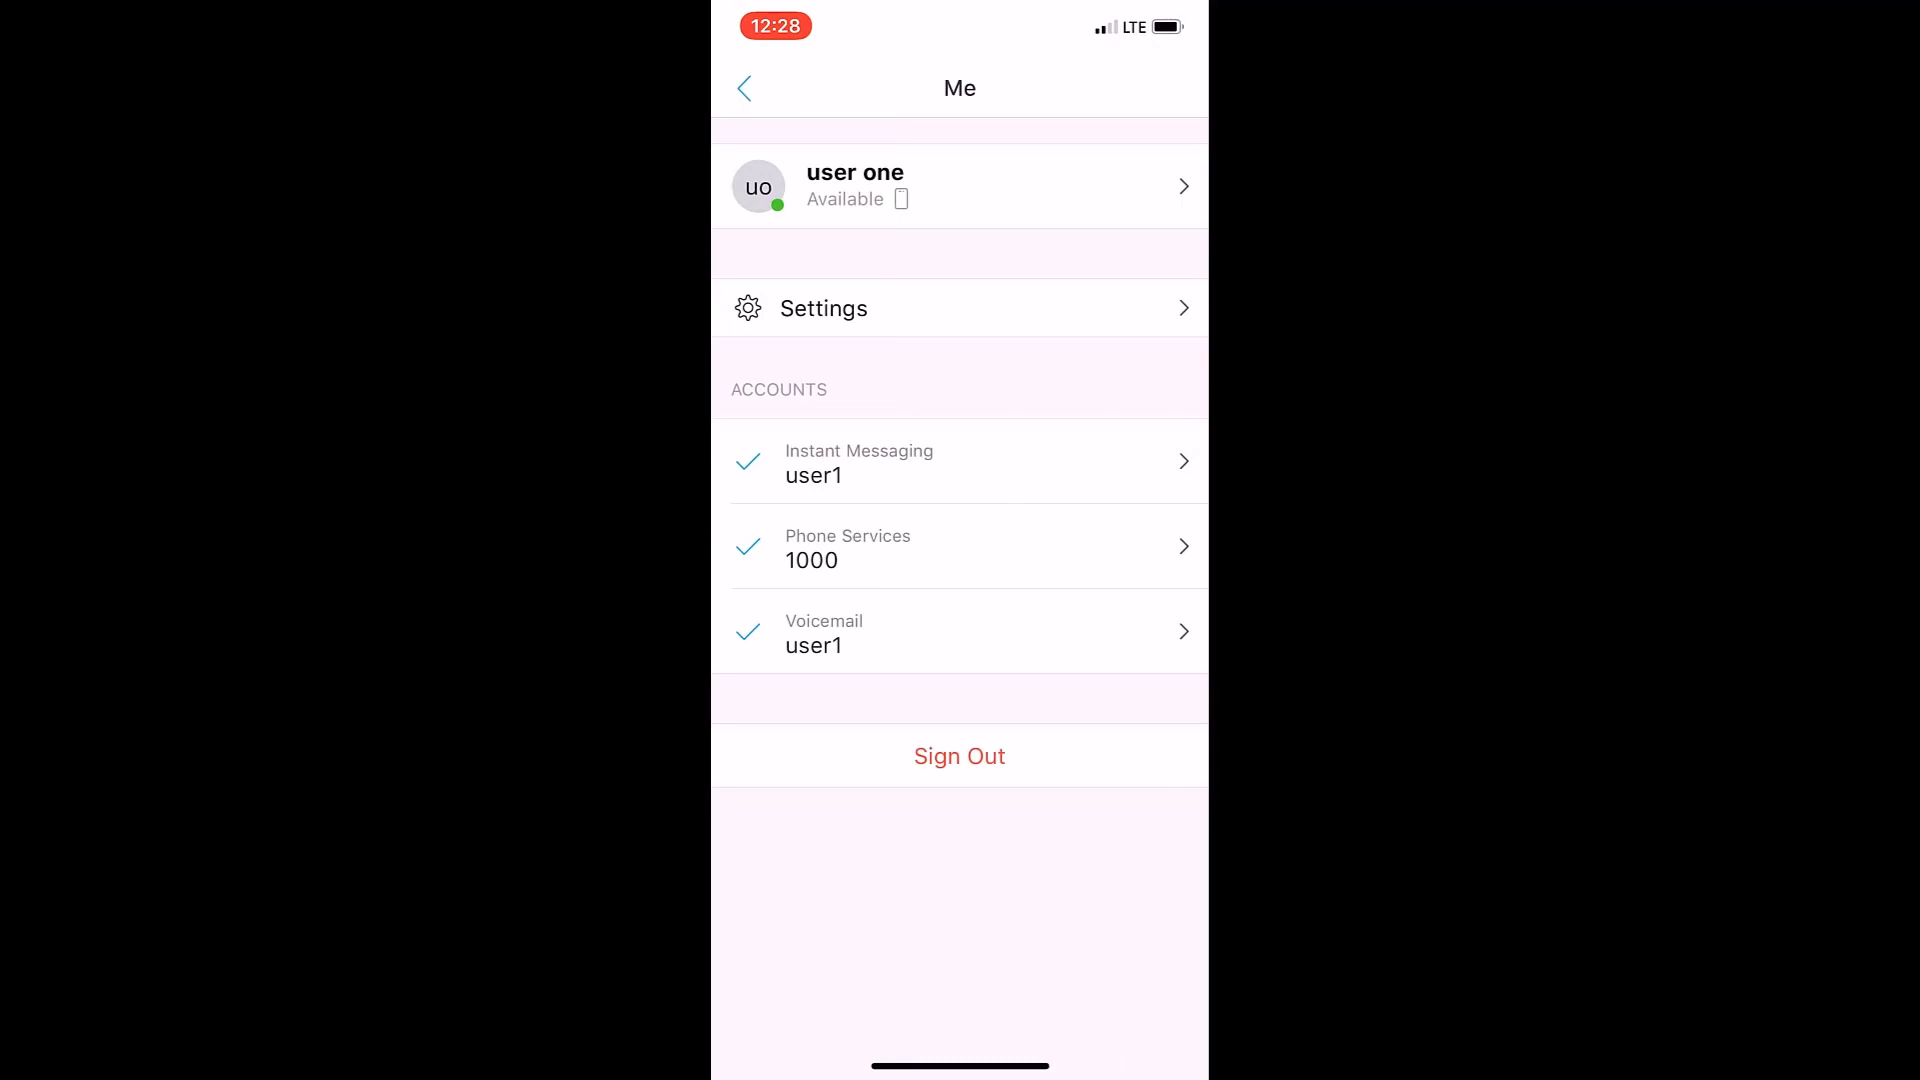 12:28
LTE
Me
uo
user one
Available
Settings
ACCOUNTS
Instant Messaging
user1
Phone Services
1000
Voicemail
user1
Sign Out